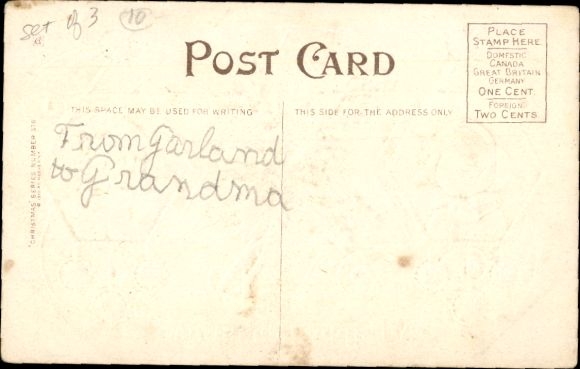 set of 3 10
POST CARD
PLACE
STAMP HERE
DOMESTIC
CANADA
GREAT BRITAIN
GERMANY
ONE CENT
FOREIGN
TWO CENTS
THIS SPACE MAY BE USED FOR WRITING
THIS SIDE FOR THE ADDRESS ONLY
From Garland
to Grandma
CHRISTMAS SERIES NUMBER